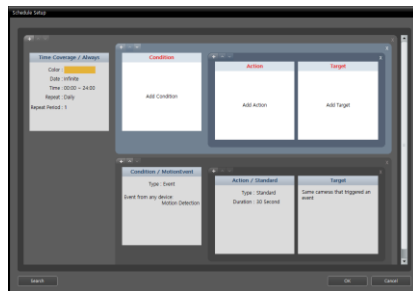 Schedule Setup
Time Coverage / Always
Color :
Date : Infinite
Time : 00:00 ~ 24:00
Repeat : Daily
Repeat Period : 1
Condition
Add Condition
Action
Add Action
Target
Add Target
Condition / MotionEvent
Type : Event
Event from any device:
Motion Detection
Action / Standard
Type : Standard
Duration : 30 Second
Target
Same cameras that triggered an
event
Search
OK
Cancel